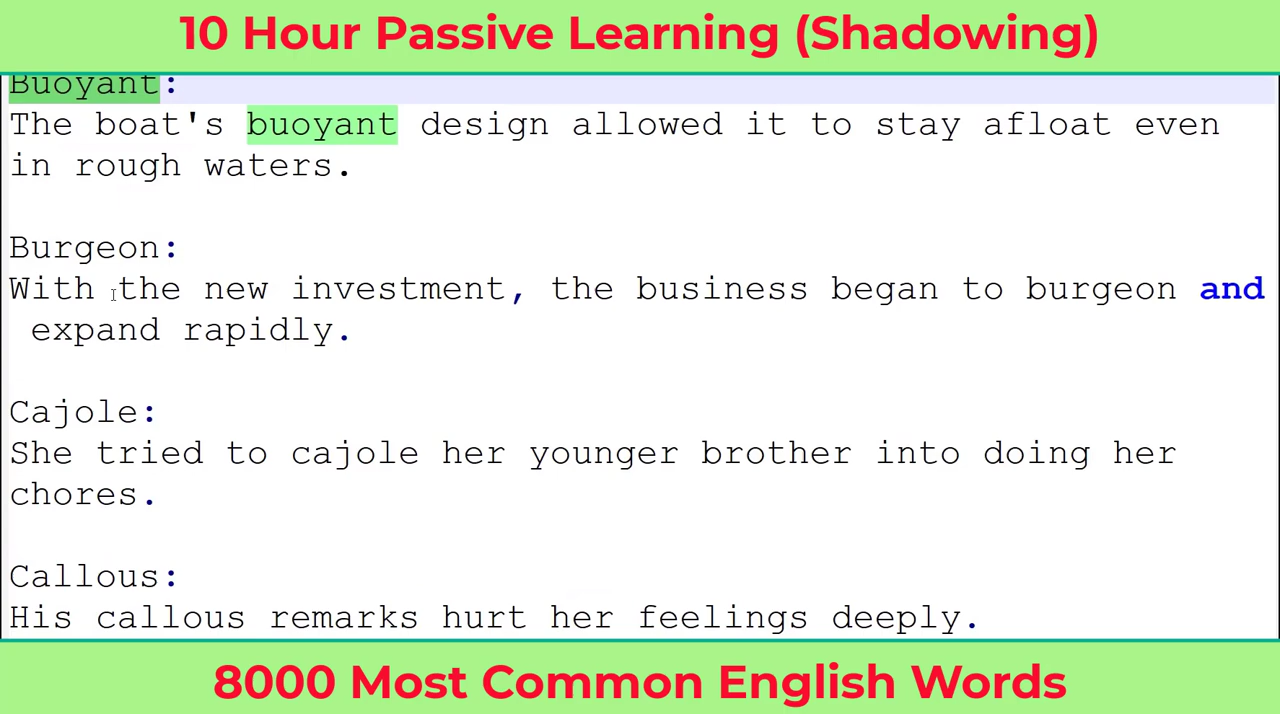 10 Hour Passive Learning (Shadowing)
Buoyant:
The boat's buoyant design allowed it to stay afloat even
in rough waters.
Burgeon:
With the new investment, the business began to burgeon and
expand rapidly.
Cajole:
She tried to cajole her younger brother into doing her
chores.
Callous:
His callous remarks hurt her feelings deeply.
8000 Most Common English Words